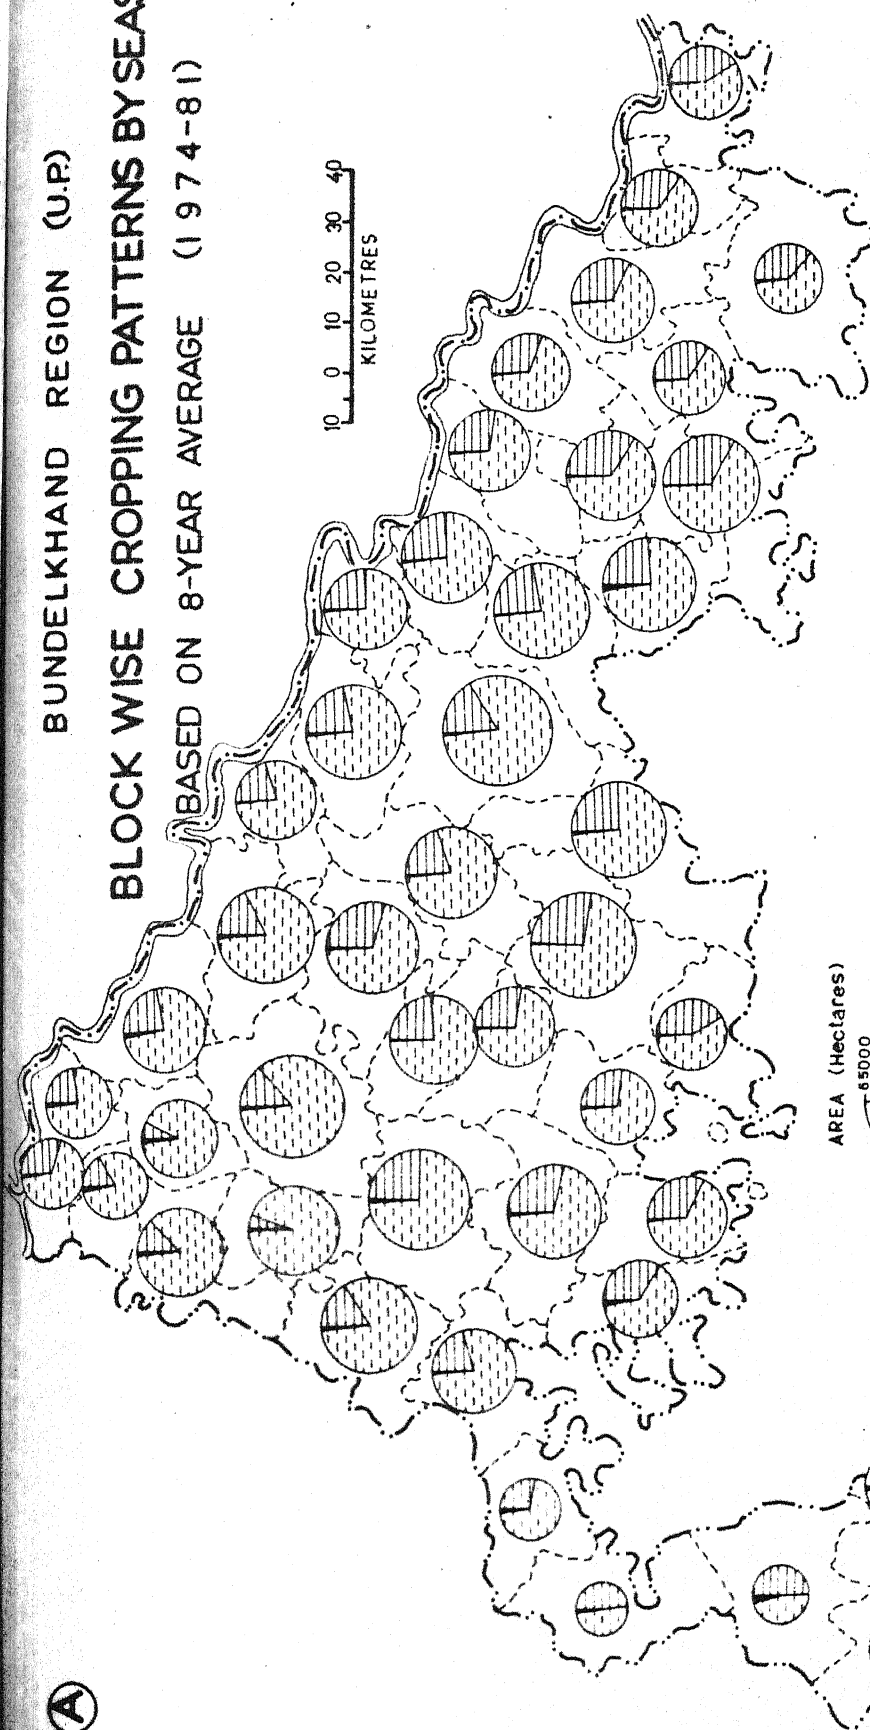 BUNDELKHAND REGION (U.P.)
BLOCK WISE CROPPING PATTERNS BY SEAS
BASED ON 8-YEAR AVERAGE (1974-81)
10 0 10 20 30 40
KILOMETRES
AREA (Hectares)
65000
A